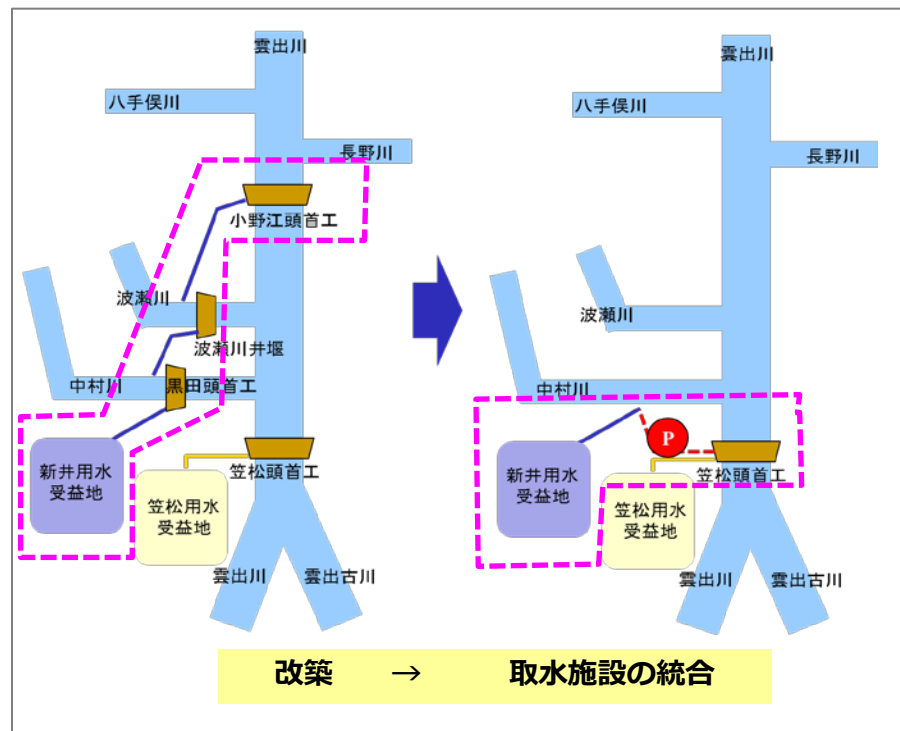 雲出川
八手俣川
長野川
小野江頭首工
波瀬川
波瀬川井堰
中村川
黒田頭首工
新井用水
受益地
笠松頭首工
笠松用水
受益地
雲出川
雲出古川
雲出川
八手俣川
長野川
波瀬川
中村川
P
新井用水
受益地
笠松頭首工
笠松用水
受益地
雲出川
雲出古川
改築 → 取水施設の統合